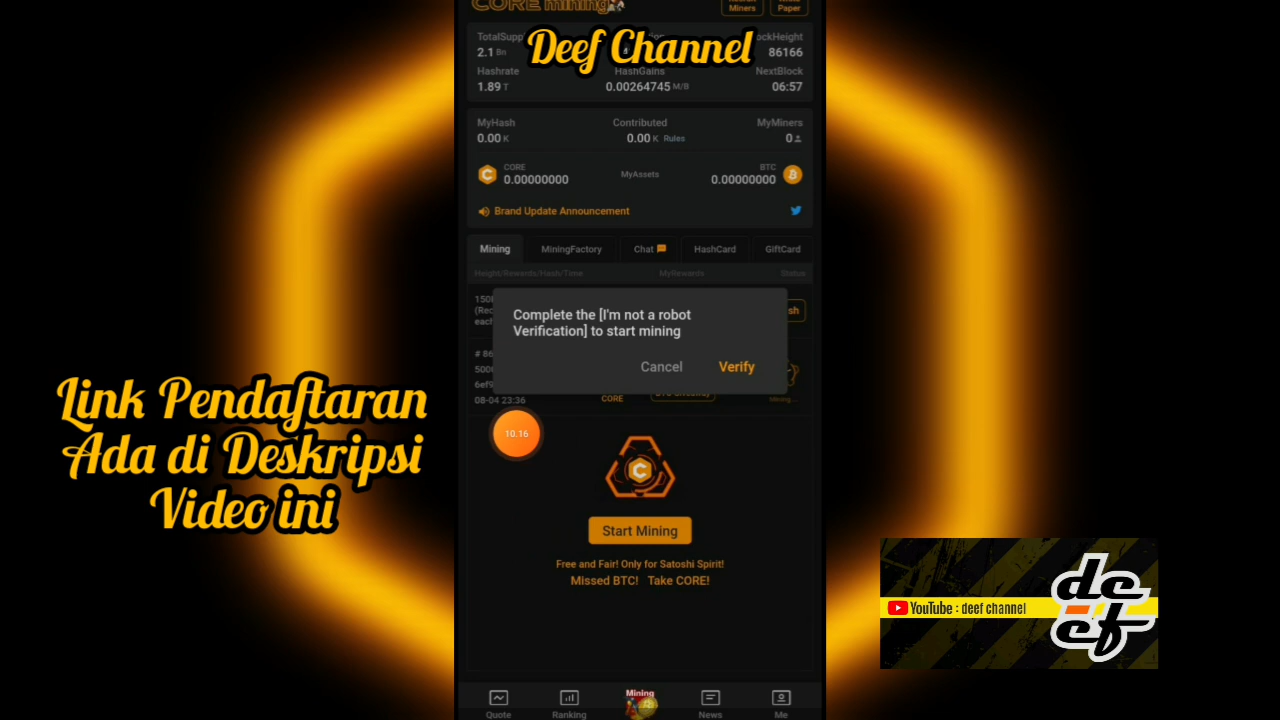 CORE mining
Miners
Paper
Deef Channel
2.1 Bn
86166
Hashrate
HashGains
NextBlock
1.89 T
0.00264745 M/B
06:57
MyHash
Contributed
MyMiners
0.00 K
0.00 K Rules
0
CORE
BTC
0.00000000
MyAssets
0.00000000
Brand Update Announcement
Mining
MiningFactory
Chat
HashCard
GiftCard
Height/Rewards/Hash/Time
MyRewards
Status
Complete the [I'm not a robot
Verification] to start mining
Cancel
Verify
08-04 23:36
CORE
Mining...
10.16
Link Pendaftaran
Ada di Deskripsi
Video ini
Start Mining
Free and Fair! Only for Satoshi Spirit!
Missed BTC! Take CORE!
YouTube : deef channel
deef
Quote
Ranking
Mining
News
Me